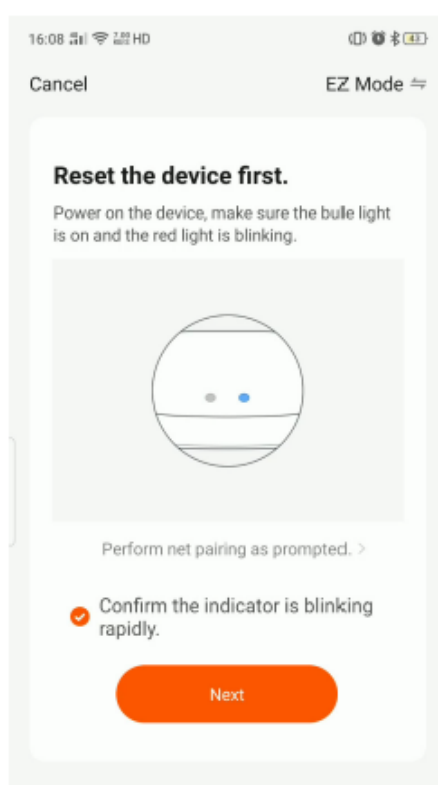 16:08 HD 43
Cancel EZ Mode
Reset the device first.
Power on the device, make sure the bulle light
is on and the red light is blinking.
Perform net pairing as prompted. >
Confirm the indicator is blinking
rapidly.
Next